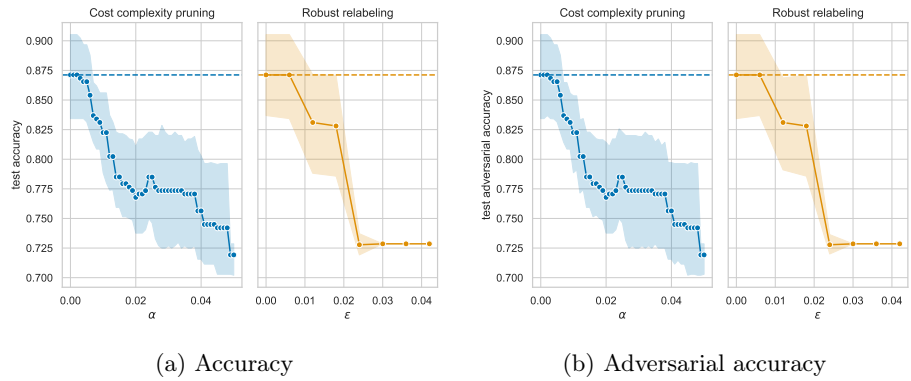 Cost complexity pruning
Robust relabeling
test accuracy
0.900
0.875
0.850
0.825
0.800
0.775
0.750
0.725
0.700
0.00 0.02 0.04
α
0.00 0.01 0.02 0.03 0.04
ε
(a) Accuracy
Cost complexity pruning
Robust relabeling
test adversarial accuracy
0.900
0.875
0.850
0.825
0.800
0.775
0.750
0.725
0.700
0.00 0.02 0.04
α
0.00 0.01 0.02 0.03 0.04
ε
(b) Adversarial accuracy